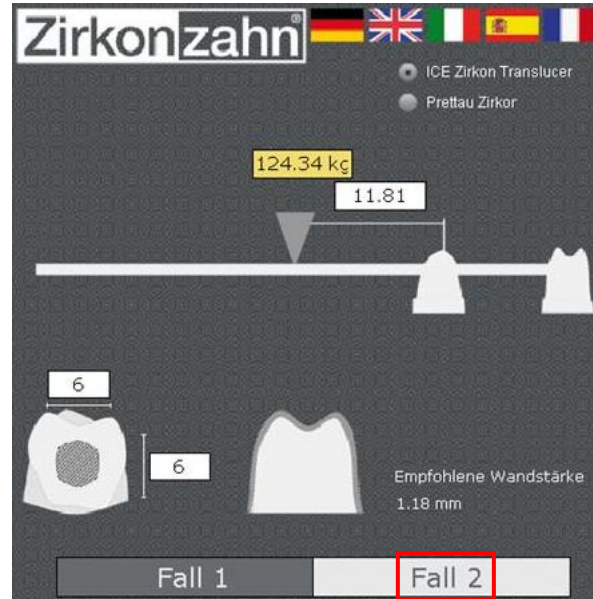 Zirkonzahn®
ICE Zirkon Translucer
Prettau Zirkor
124.34 kg
11.81
6
6
Empfohlene Wandstärke
1.18 mm
Fall 1
Fall 2